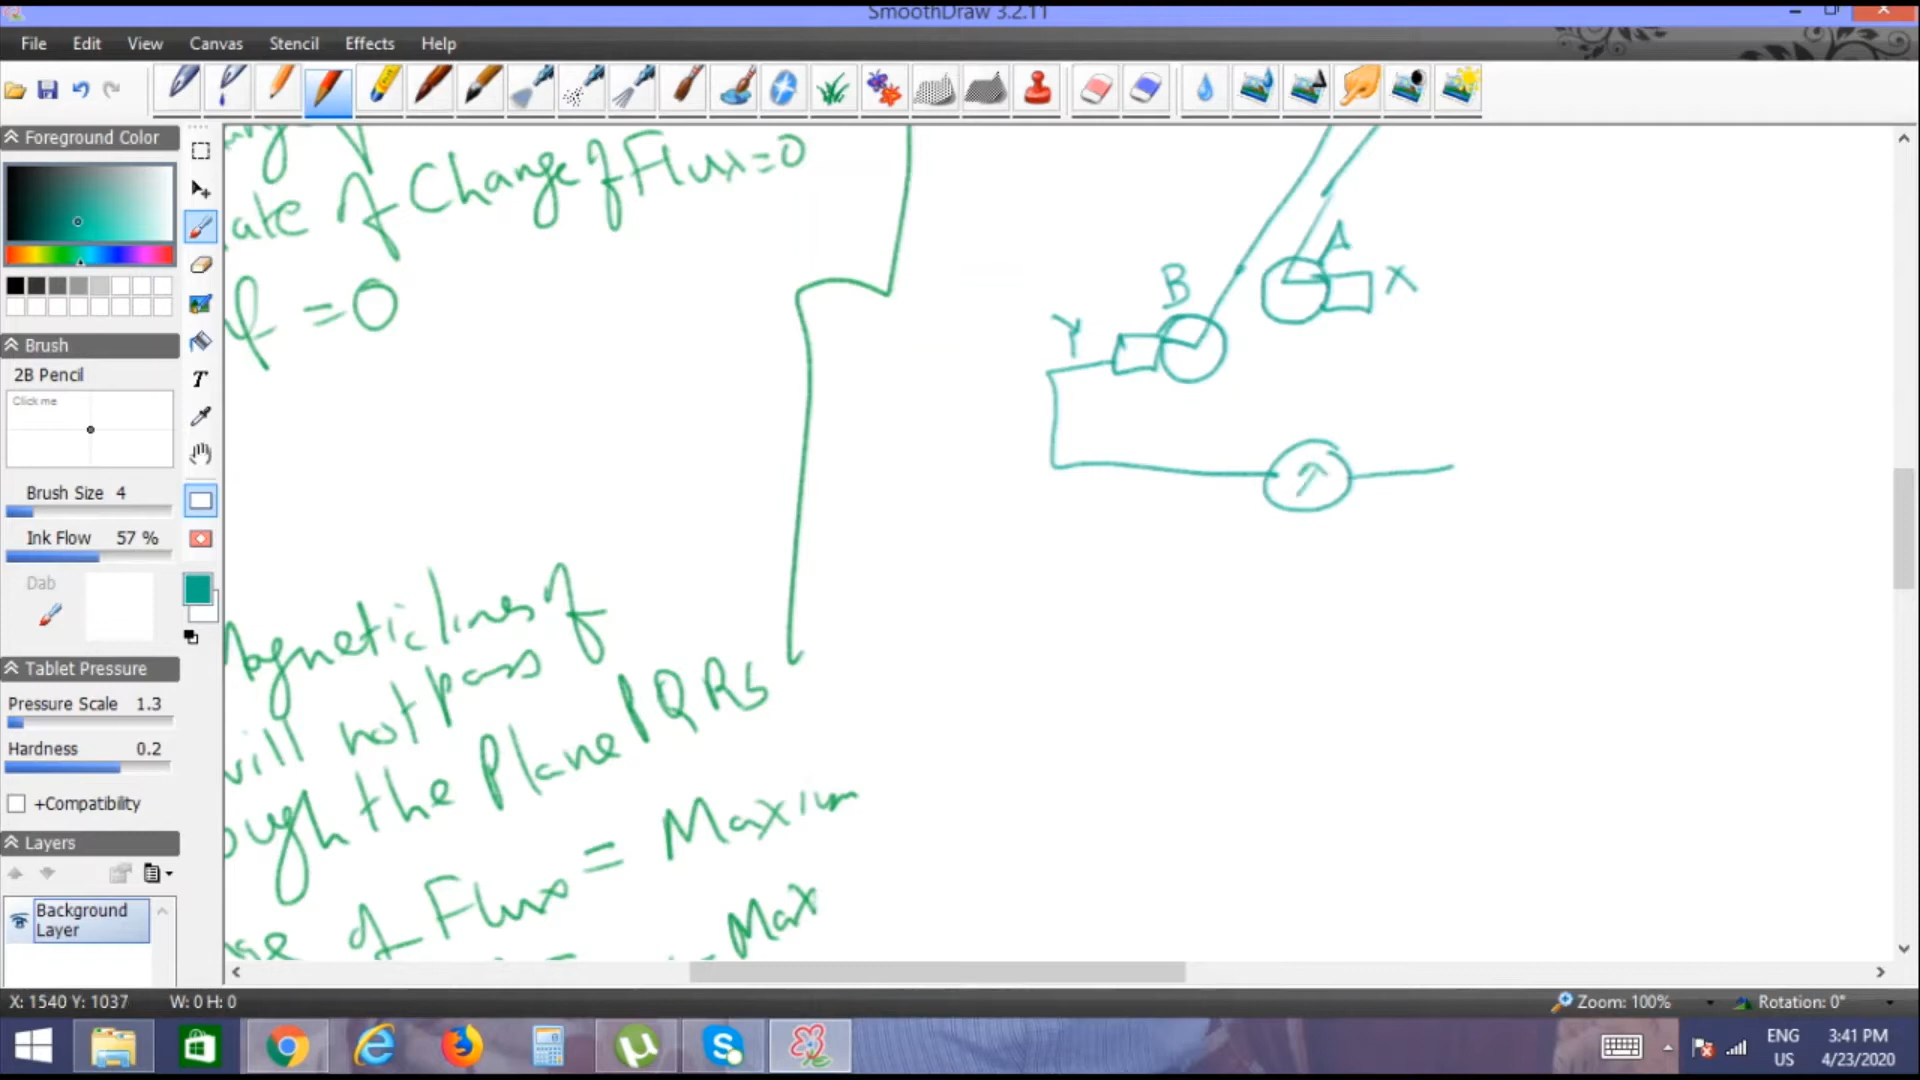 SmoothDraw 3.2.11
File Edit View Canvas Stencil Effects Help
Foreground Color
Brush
2B Pencil
Click me
Brush Size 4
Ink Flow 57 %
Dab
Tablet Pressure
Pressure Scale 1.3
Hardness 0.2
+Compatibility
Layers
Background
Layer
ate of Change of Flux=0
φ =0
Magnetic lines of
will not pass
ough the Plane PQRS
of Flux = Maxium
Max
A
X
B
Y
X: 1540 Y: 1037 W: 0 H: 0
Zoom: 100% Rotation: 0°
T
ENG
US
3:41 PM
4/23/2020